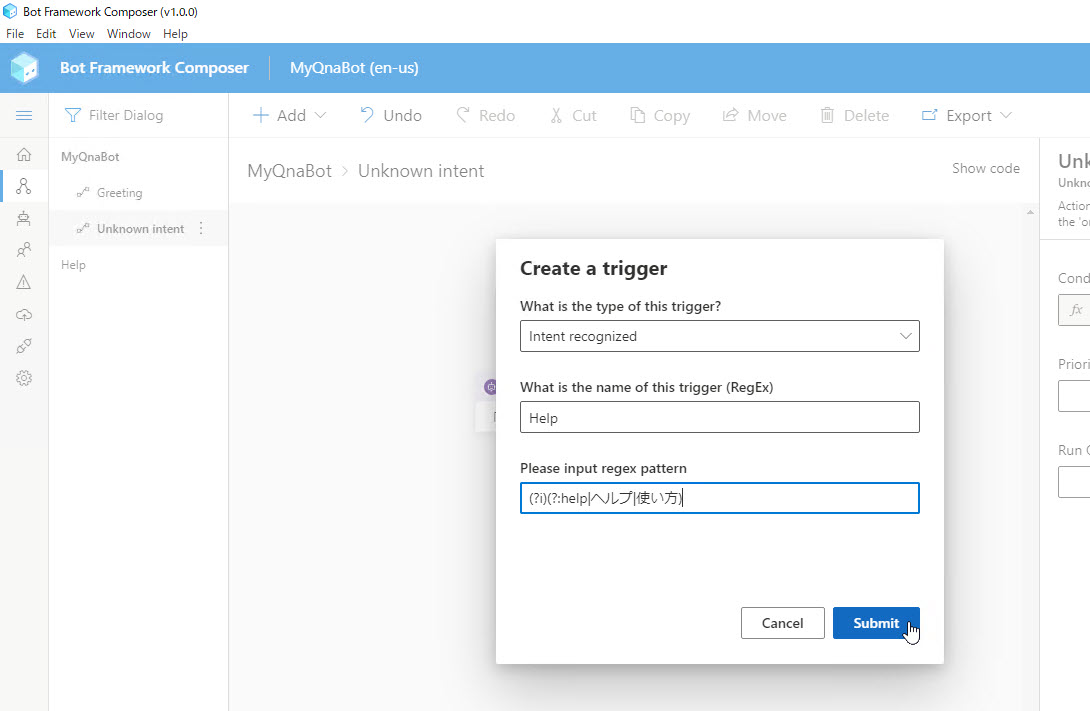 Bot Framework Composer (v1.0.0)
File Edit View Window Help
Bot Framework Composer MyQnaBot (en-us)
Filter Dialog
Add Undo Redo Cut Copy Move Delete Export
MyQnaBot
Greeting
Unknown intent
Help
MyQnaBot > Unknown intent
Show code
Create a trigger
What is the type of this trigger?
Intent recognized
What is the name of this trigger (RegEx)
Help
Please input regex pattern
(?i)(?:help|ヘルプ|使い方)
Cancel Submit
Unk
Unkno
Action
the 'o
Cond
fx
Priori
Run